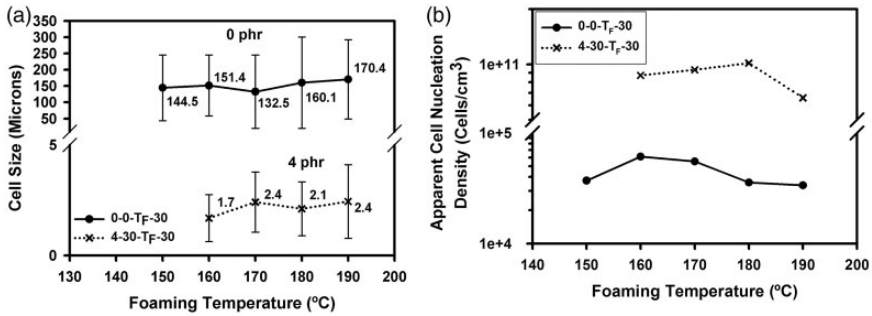 (a)
350
300
250
200
150
100
50
5
0
Cell Size (Microns)
0 phr
144.5
151.4
132.5
160.1
170.4
4 phr
1.7
2.4
2.1
2.4
0-0-TF-30
4-30-TF-30
130 140 150 160 170 180 190 200
Foaming Temperature (ºC)
(b)
Apparent Cell Nucleation
Density (Cells/cm³)
0-0-TF-30
4-30-TF-30
1e+11
1e+5
1e+4
140 150 160 170 180 190 200
Foaming Temperature (ºC)